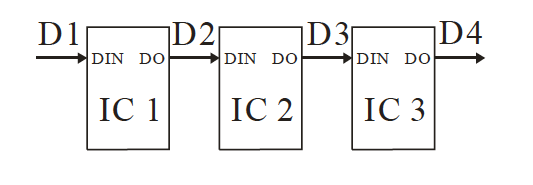 D1 D2 D3 D4
DIN DO DIN DO DIN DO
IC 1 IC 2 IC 3